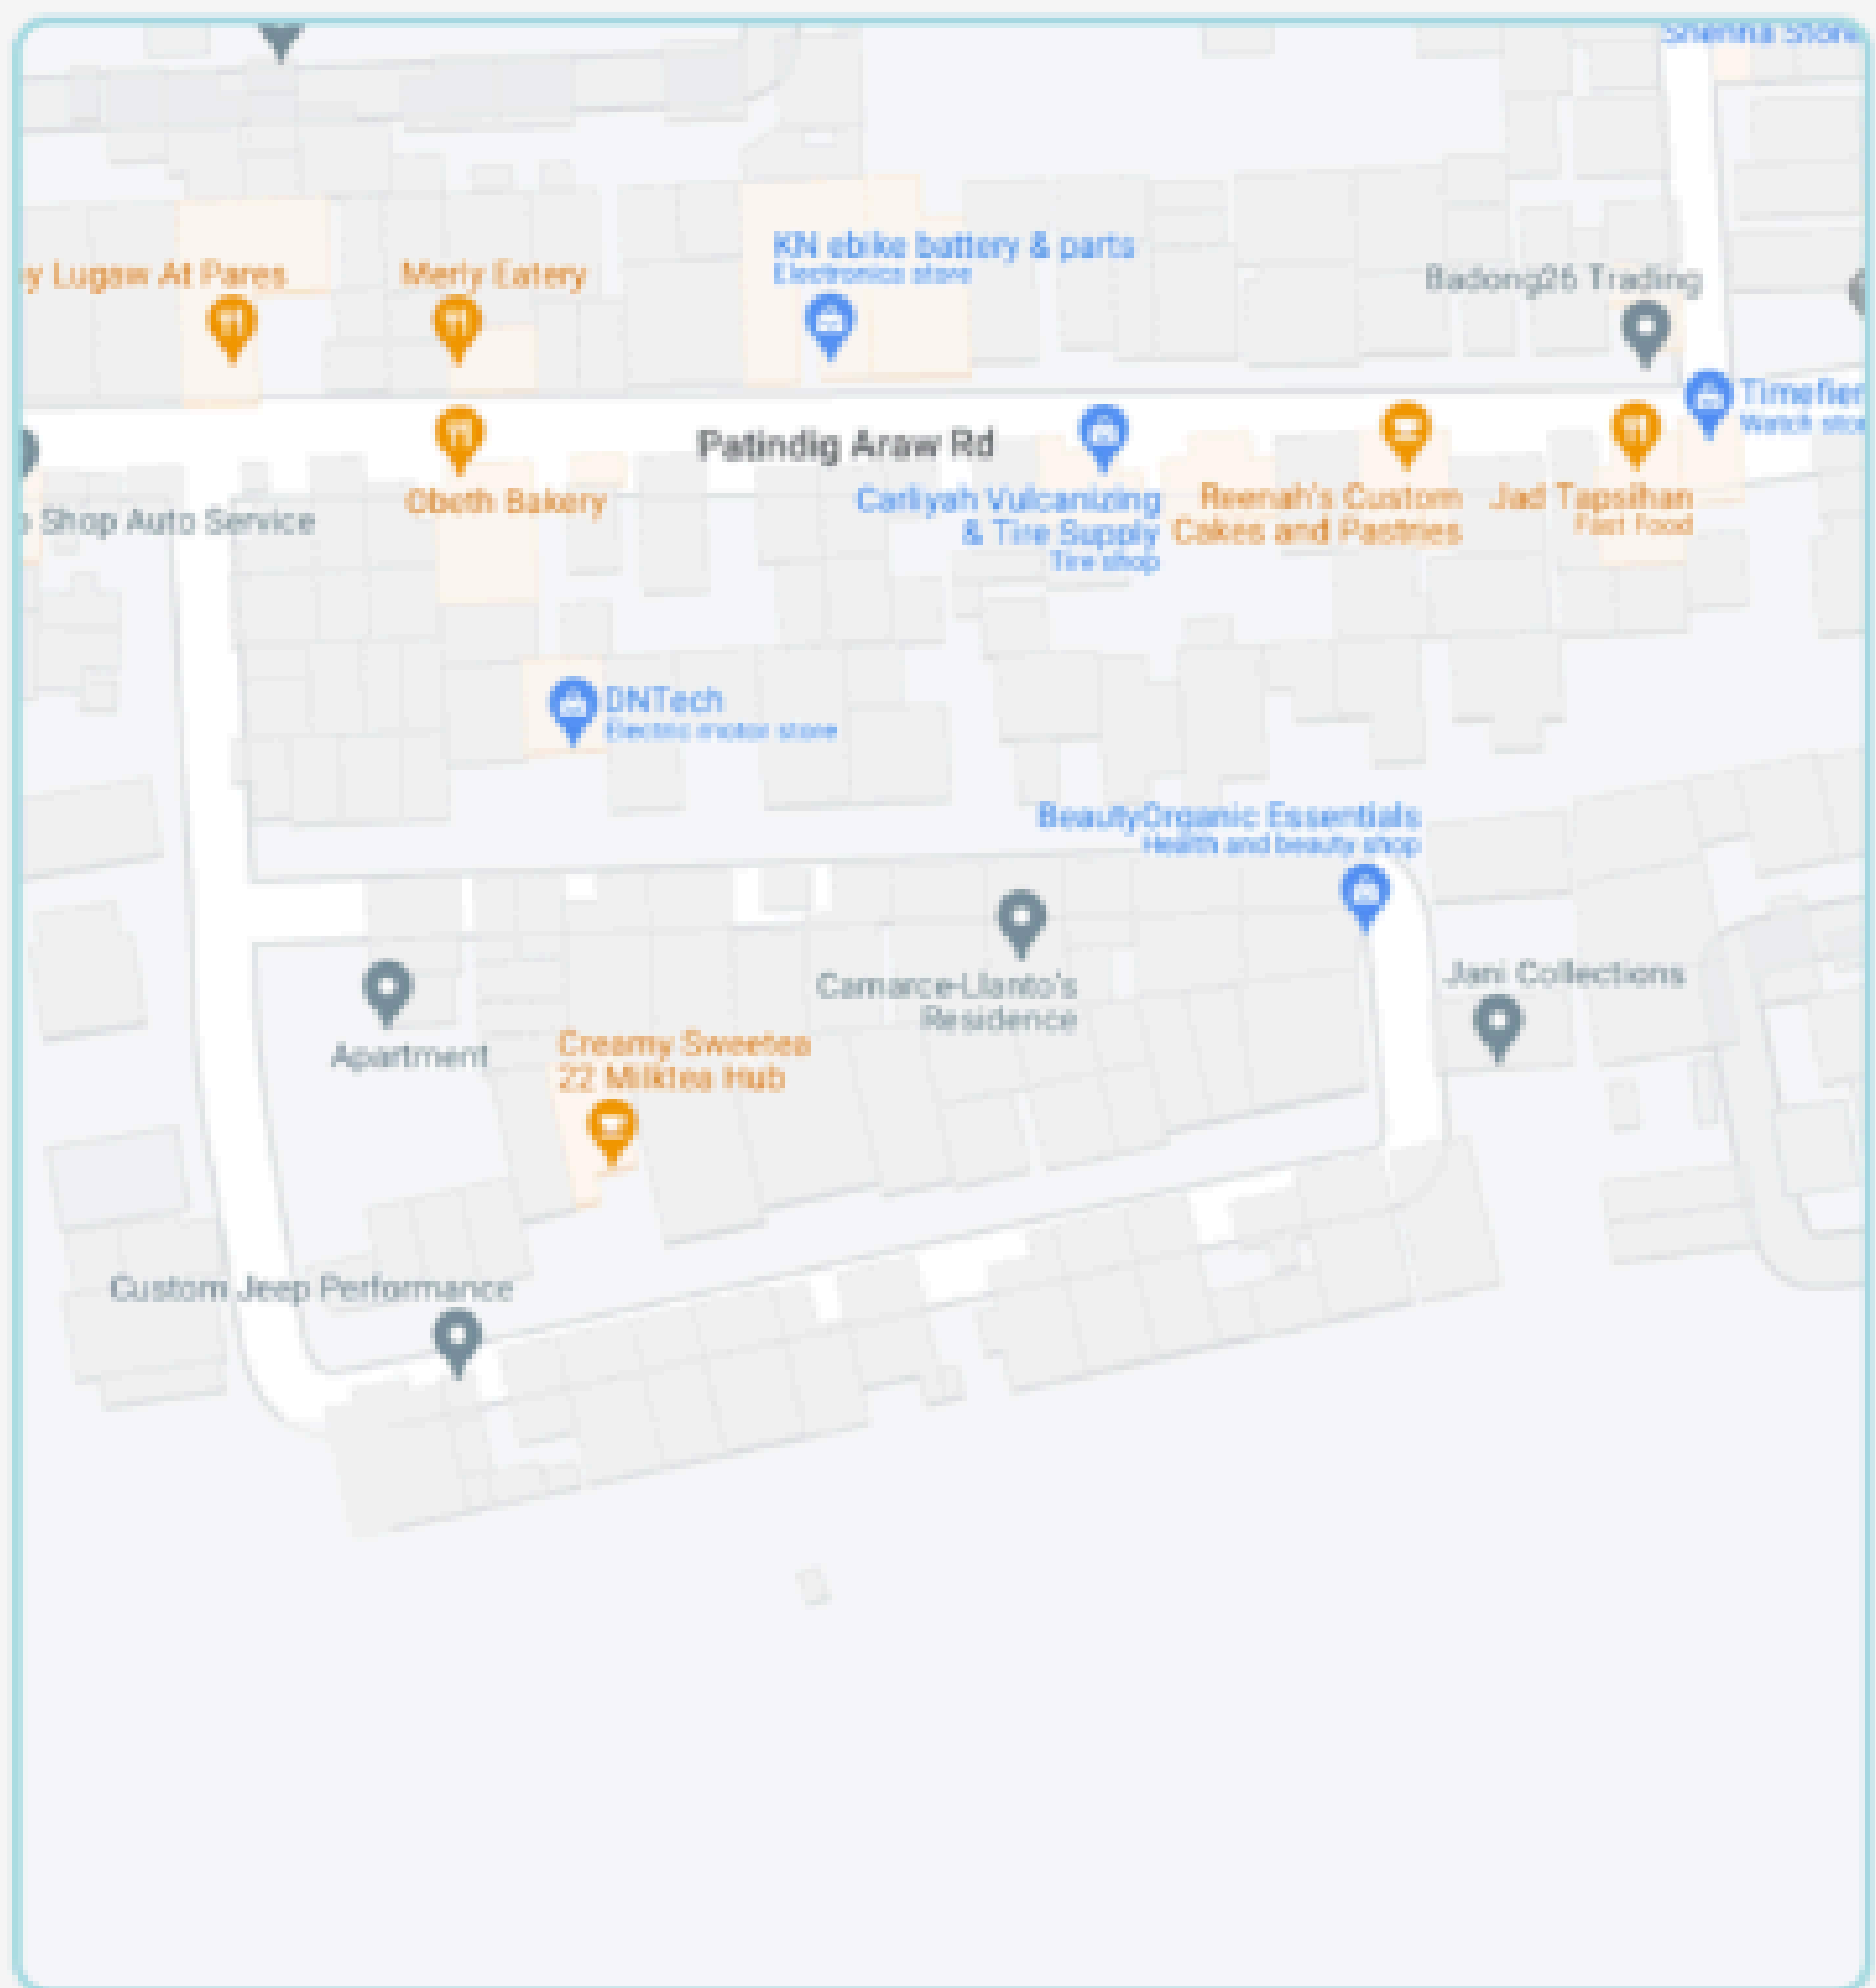 y Lugaw At Pares
Merly Eatery
KN ebike battery & parts
Electronics store
Badong26 Trading
Watch
Patindig Araw Rd
Obeth Bakery
Shop Auto Service
Carliyah Vulcanizing
& Tire Supply
Tire shop
Reenah's Custom
Cakes and Pastries
Jad Tapsihan
Fast Food
DNTech
Electric motor store
BeautyOrganic Essentials
Health and beauty shop
Camarce-Llanto's
Residence
Jani Collections
Apartment
Creamy Sweetea
22 Milktea Hub
Custom Jeep Performance